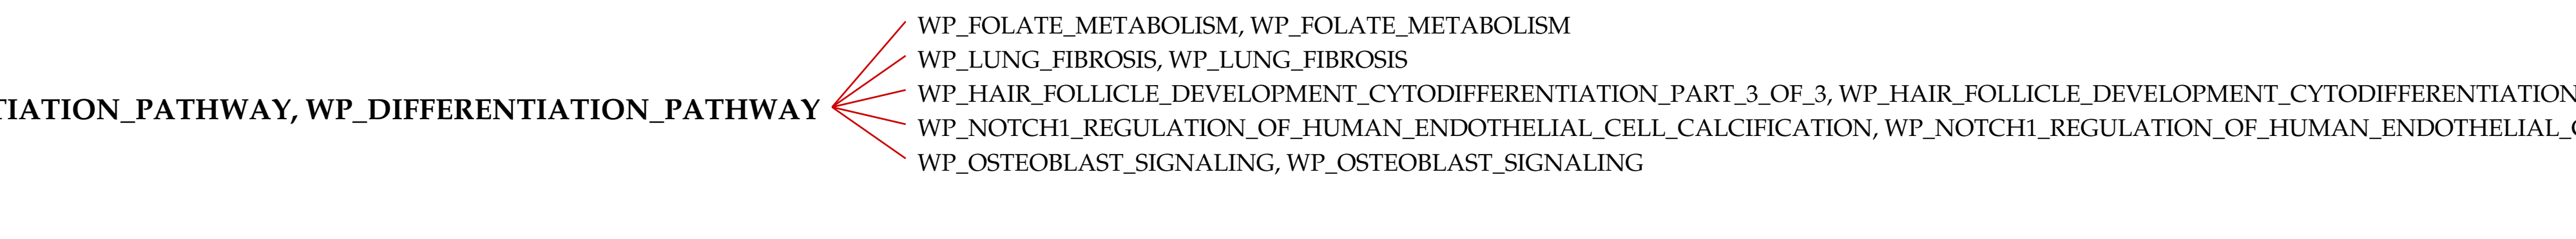 WP_FOLATE_METABOLISM, WP_FOLATE_METABOLISM
WP_LUNG_FIBROSIS, WP_LUNG_FIBROSIS
WP_HAIR_FOLLICLE_DEVELOPMENT_CYTODIFFERENTIATION_PART_3_OF_3, WP_HAIR_FOLLICLE_DEVELOPMENT_CYTODIFFERENTIATION
TIATION_PATHWAY, WP_DIFFERENTIATION_PATHWAY
WP_NOTCH1_REGULATION_OF_HUMAN_ENDOTHELIAL_CELL_CALCIFICATION, WP_NOTCH1_REGULATION_OF_HUMAN_ENDOTHELIAL_
WP_OSTEOBLAST_SIGNALING, WP_OSTEOBLAST_SIGNALING